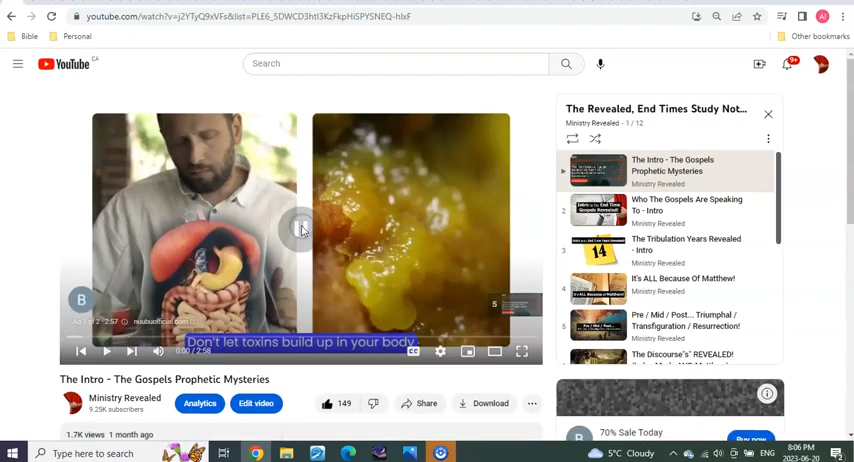 youtube.com/watch?v=j2YTyQ9xVFs&list=PLE6_5DWCD3htI3KzFkpHiSPYSNEQ-hlxF
AI
Bible
Personal
Other bookmarks
YouTube CA
Search
9+
The Revealed, End Times Study Not...
Ministry Revealed - 1 / 12
The Intro - The Gospels
Prophetic Mysteries
Ministry Revealed
2
Who The Gospels Are Speaking
To - Intro
Ministry Revealed
3
14
The Tribulation Years Revealed
- Intro
Ministry Revealed
4
It's ALL Because Of Matthew!
Ministry Revealed
5
Pre / Mid / Post... Triumphal /
Transfiguration / Resurrection!
Ministry Revealed
The Discourse"s" REVEALED!
B
Ad 1 of 2 · 2:57
nuubuofficial.com
5
Don't let toxins build up in your body
0:00 / 2:58
The Intro - The Gospels Prophetic Mysteries
Ministry Revealed
9.25K subscribers
Analytics
Edit video
149
Share
Download
1.7K views 1 month ago
B
70% Sale Today
Buy now
Type here to search
5°C Cloudy
ENG
8:06 PM
2023-06-20
2